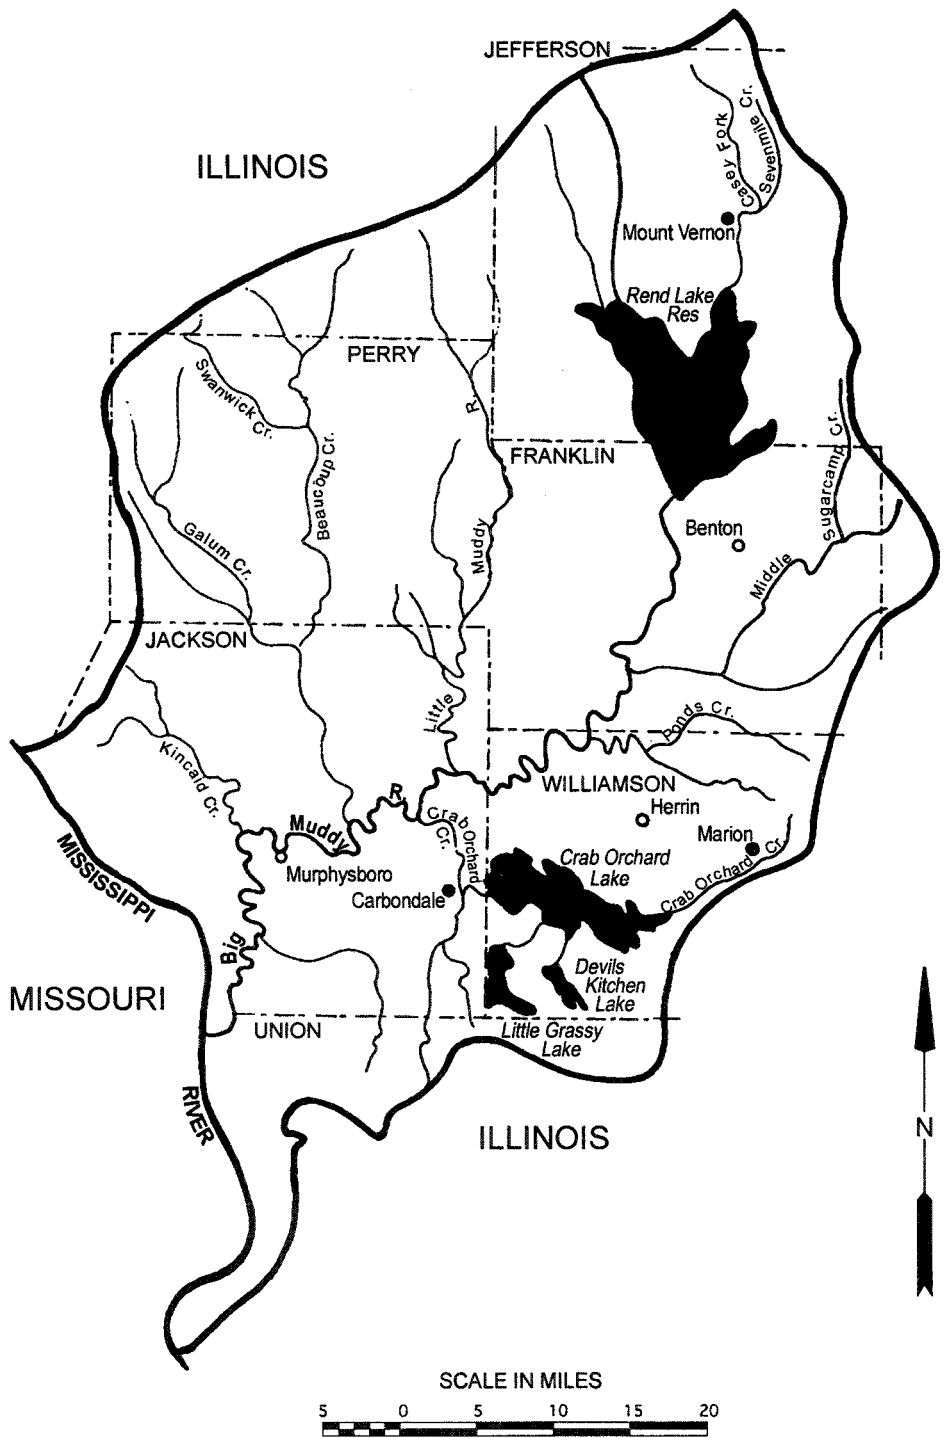 JEFFERSON
ILLINOIS
Casey Fork
Sevenmile Cr.
Mount Vernon
Rend Lake
Res
PERRY
Swanwick Cr.
R.
FRANKLIN
Beaucoup Cr.
Sugarcamp Cr.
Galum Cr.
Muddy
Benton
Middle
JACKSON
Little
Ponds Cr.
Kincaid Cr.
WILLIAMSON
R.
Herrin
Muddy
Crab Orchard
Cr.
Marion
MISSISSIPPI
Murphysboro
Crab Orchard
Lake
Crab Orchard Cr.
Carbondale
Big
Devils
Kitchen
Lake
MISSOURI
UNION
Little Grassy
Lake
RIVER
ILLINOIS
N
SCALE IN MILES
5 0 5 10 15 20